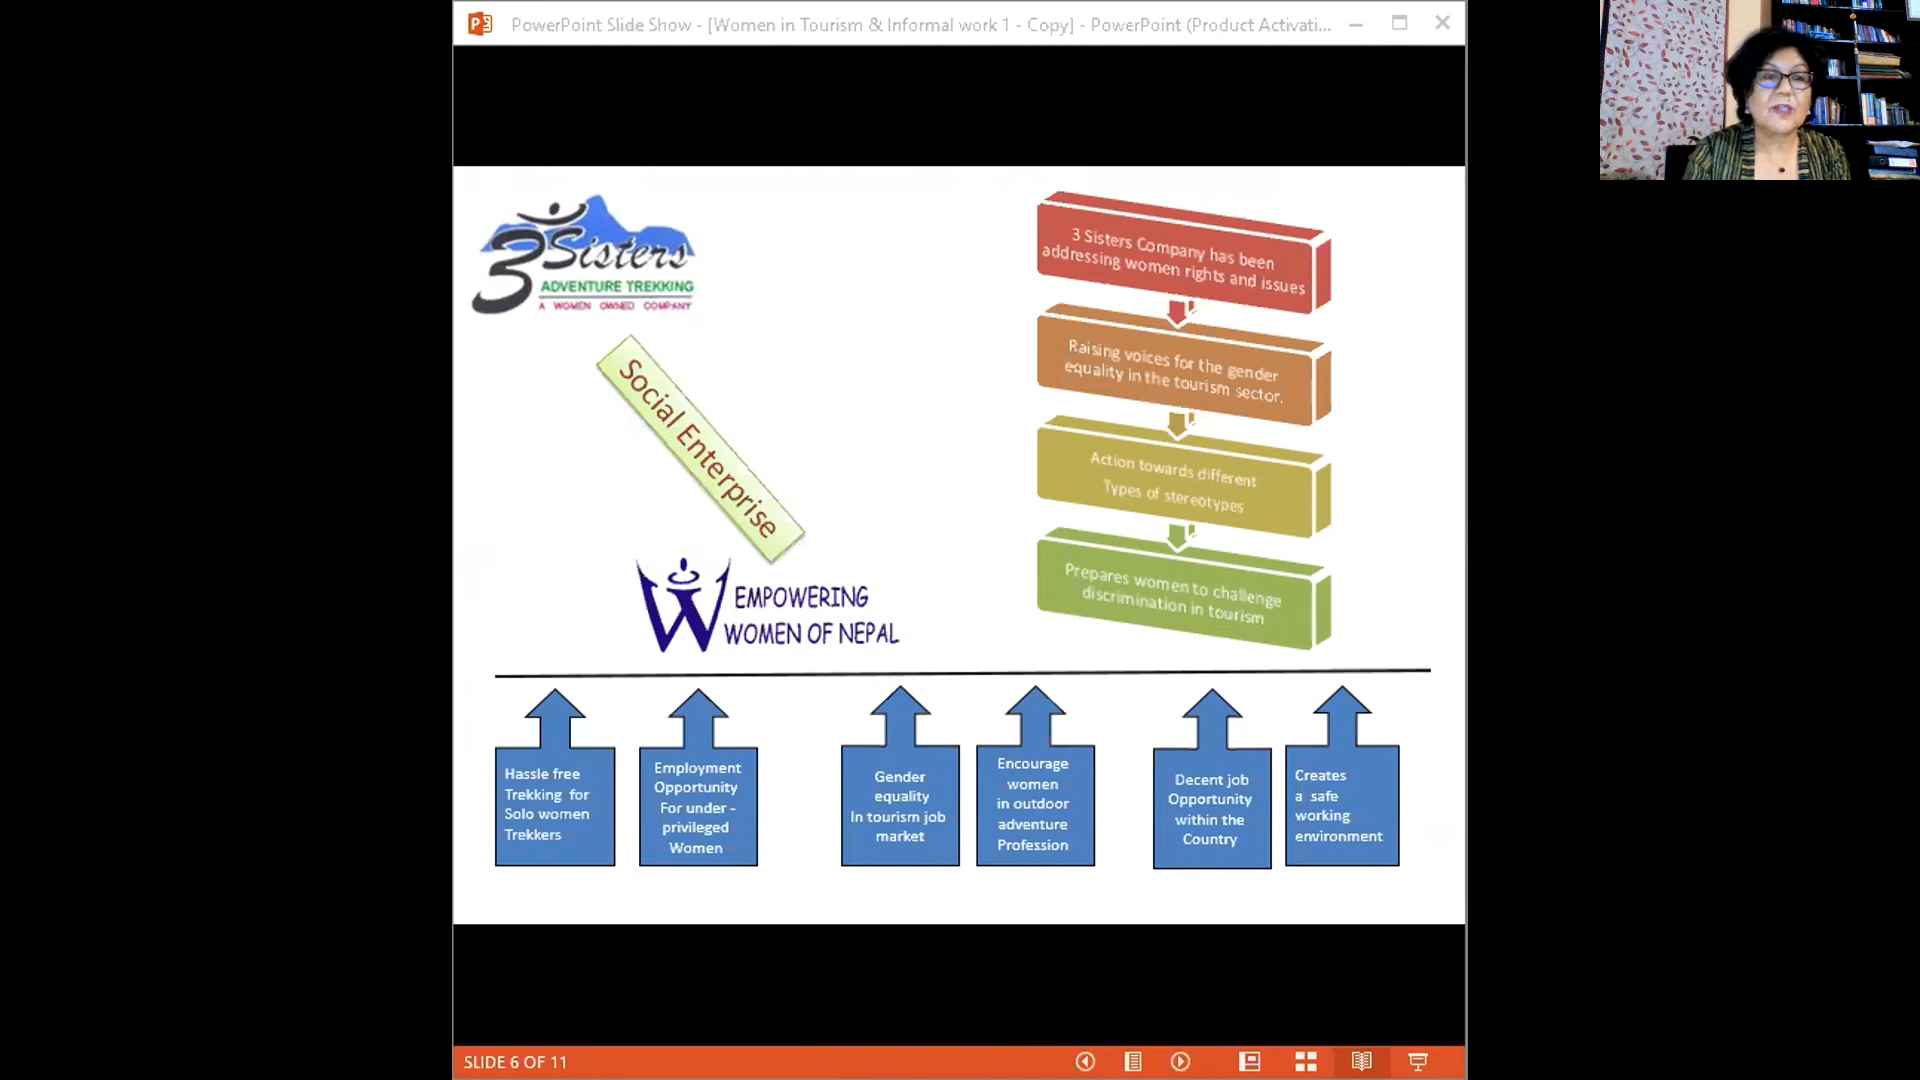 PowerPoint Slide Show - [Women in Tourism & Informal work 1 - Copy] - PowerPoint (Product Activati...
3 Sisters
ADVENTURE TREKKING
A WOMEN OWNED COMPANY
Social Enterprise
EMPOWERING
WOMEN OF NEPAL
3 Sisters Company has been
addressing women rights and issues
Raising voices for the gender
equality in the tourism sector.
Action towards different
Types of stereotypes
Prepares women to challenge
discrimination in tourism
Hassle free
Trekking for
Solo women
Trekkers
Employment
Opportunity
For under -
privileged
Women
Gender
equality
In tourism job
market
Encourage
women
in outdoor
adventure
Profession
Decent job
Opportunity
within the
Country
Creates
a safe
working
environment
SLIDE 6 OF 11